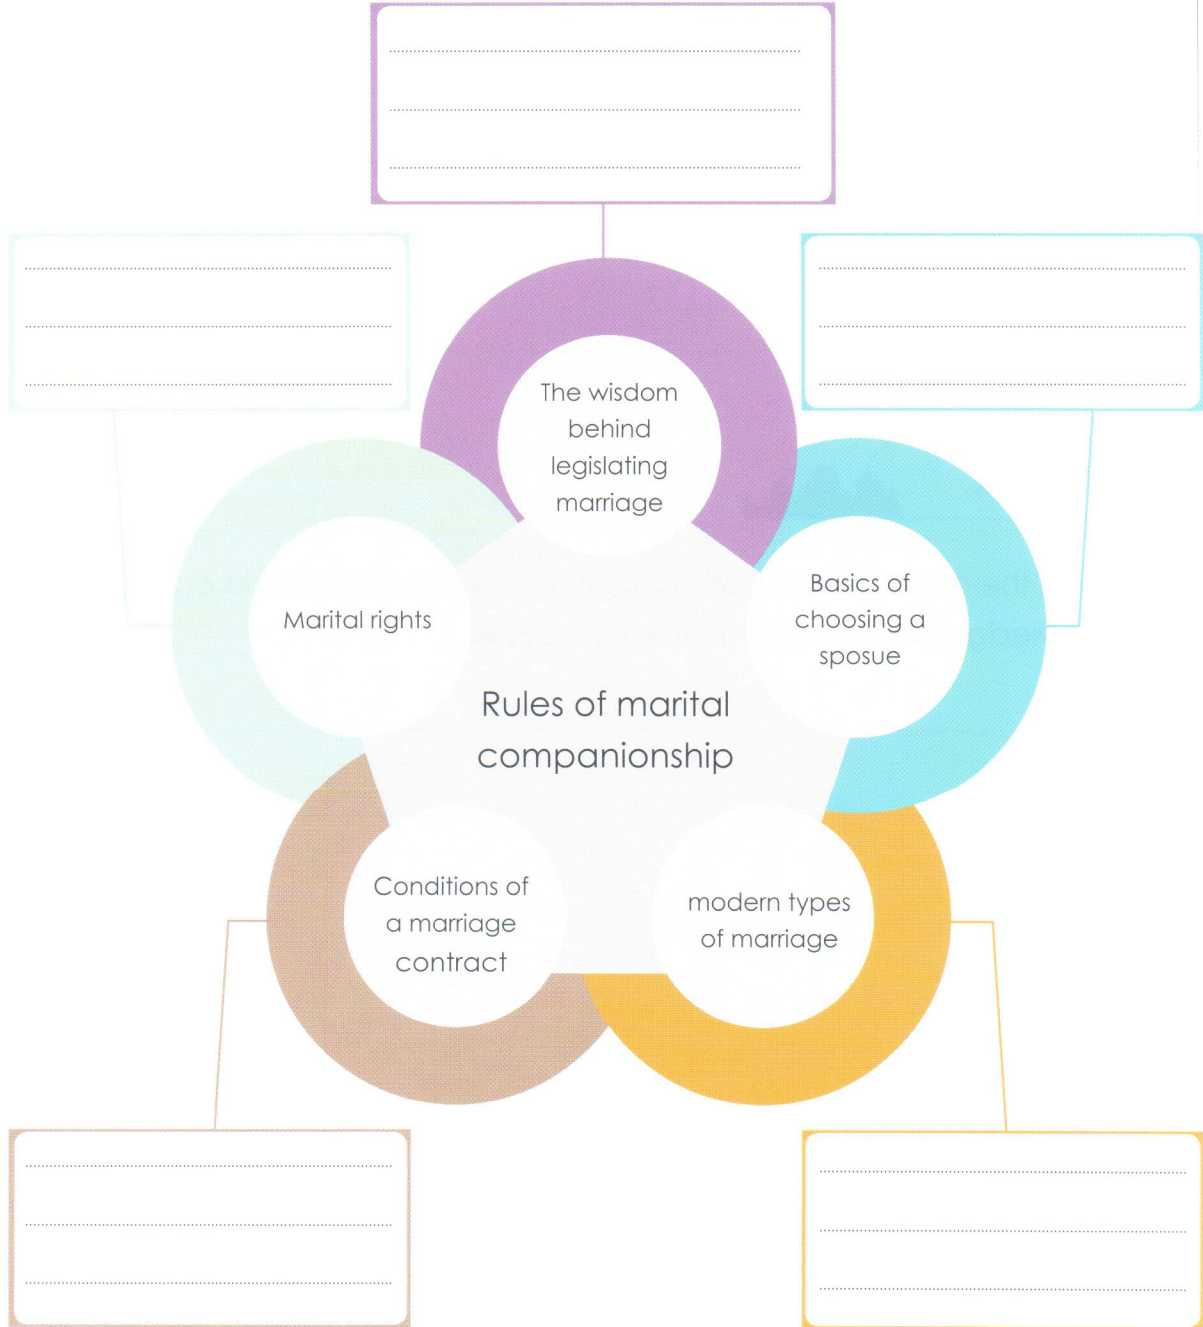 The wisdom
behind
legislating
marriage
Basics of
choosing a
sposue
Marital rights
Rules of marital
companionship
Conditions of
a marriage
contract
modern types
of marriage